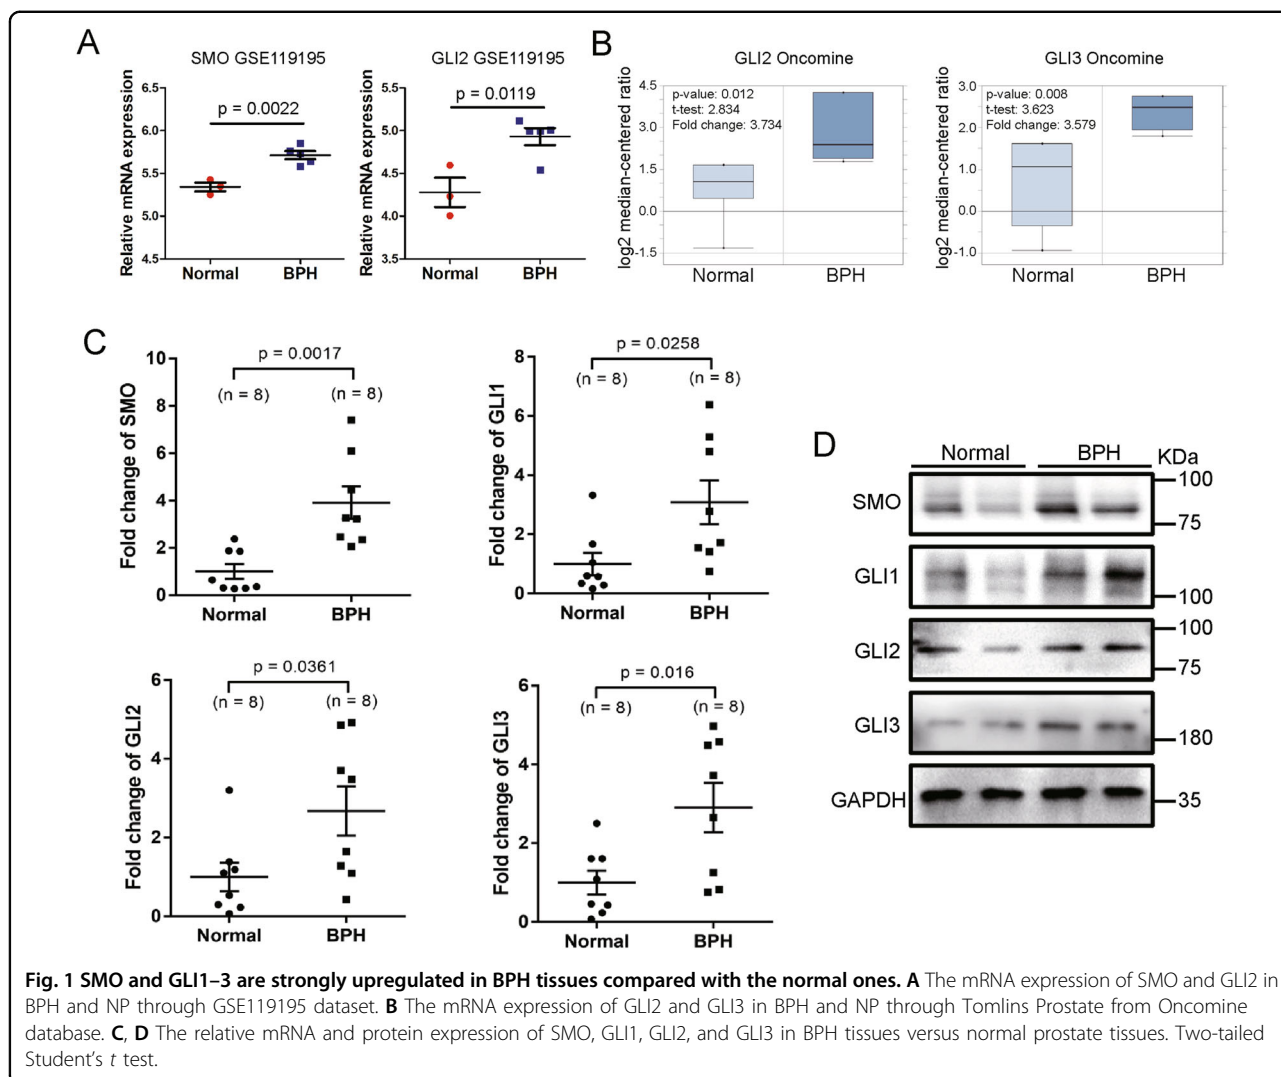 A
SMO GSE119195
Relative mRNA expression
6.5
6.0
5.5
5.0
4.5
p = 0.0022
Normal
BPH
GLI2 GSE119195
Relative mRNA expression
5.5
5.0
4.5
4.0
3.5
p = 0.0119
Normal
BPH
B
GLI2 Oncomine
log2 median-centered ratio
4.5
3.0
1.5
0.0
-1.5
p-value: 0.012
t-test: 2.834
Fold change: 3.734
Normal
BPH
GLI3 Oncomine
log2 median-centered ratio
3.0
2.0
1.0
0.0
-1.0
p-value: 0.008
t-test: 3.623
Fold change: 3.579
Normal
BPH
C
Fold change of SMO
10
8
6
4
2
0
p = 0.0017
(n = 8)
(n = 8)
Normal
BPH
Fold change of GLI1
8
6
4
2
0
p = 0.0258
(n = 8)
(n = 8)
Normal
BPH
Fold change of GLI2
6
4
2
0
p = 0.0361
(n = 8)
(n = 8)
Normal
BPH
Fold change of GLI3
6
4
2
0
p = 0.016
(n = 8)
(n = 8)
Normal
BPH
D
Normal
BPH
KDa
SMO
100
75
GLI1
100
GLI2
100
75
GLI3
180
GAPDH
35
Fig. 1 SMO and GLI1–3 are strongly upregulated in BPH tissues compared with the normal ones. A The mRNA expression of SMO and GLI2 in
BPH and NP through GSE119195 dataset. B The mRNA expression of GLI2 and GLI3 in BPH and NP through Tomlins Prostate from Oncomine
database. C, D The relative mRNA and protein expression of SMO, GLI1, GLI2, and GLI3 in BPH tissues versus normal prostate tissues. Two-tailed
Student's t test.